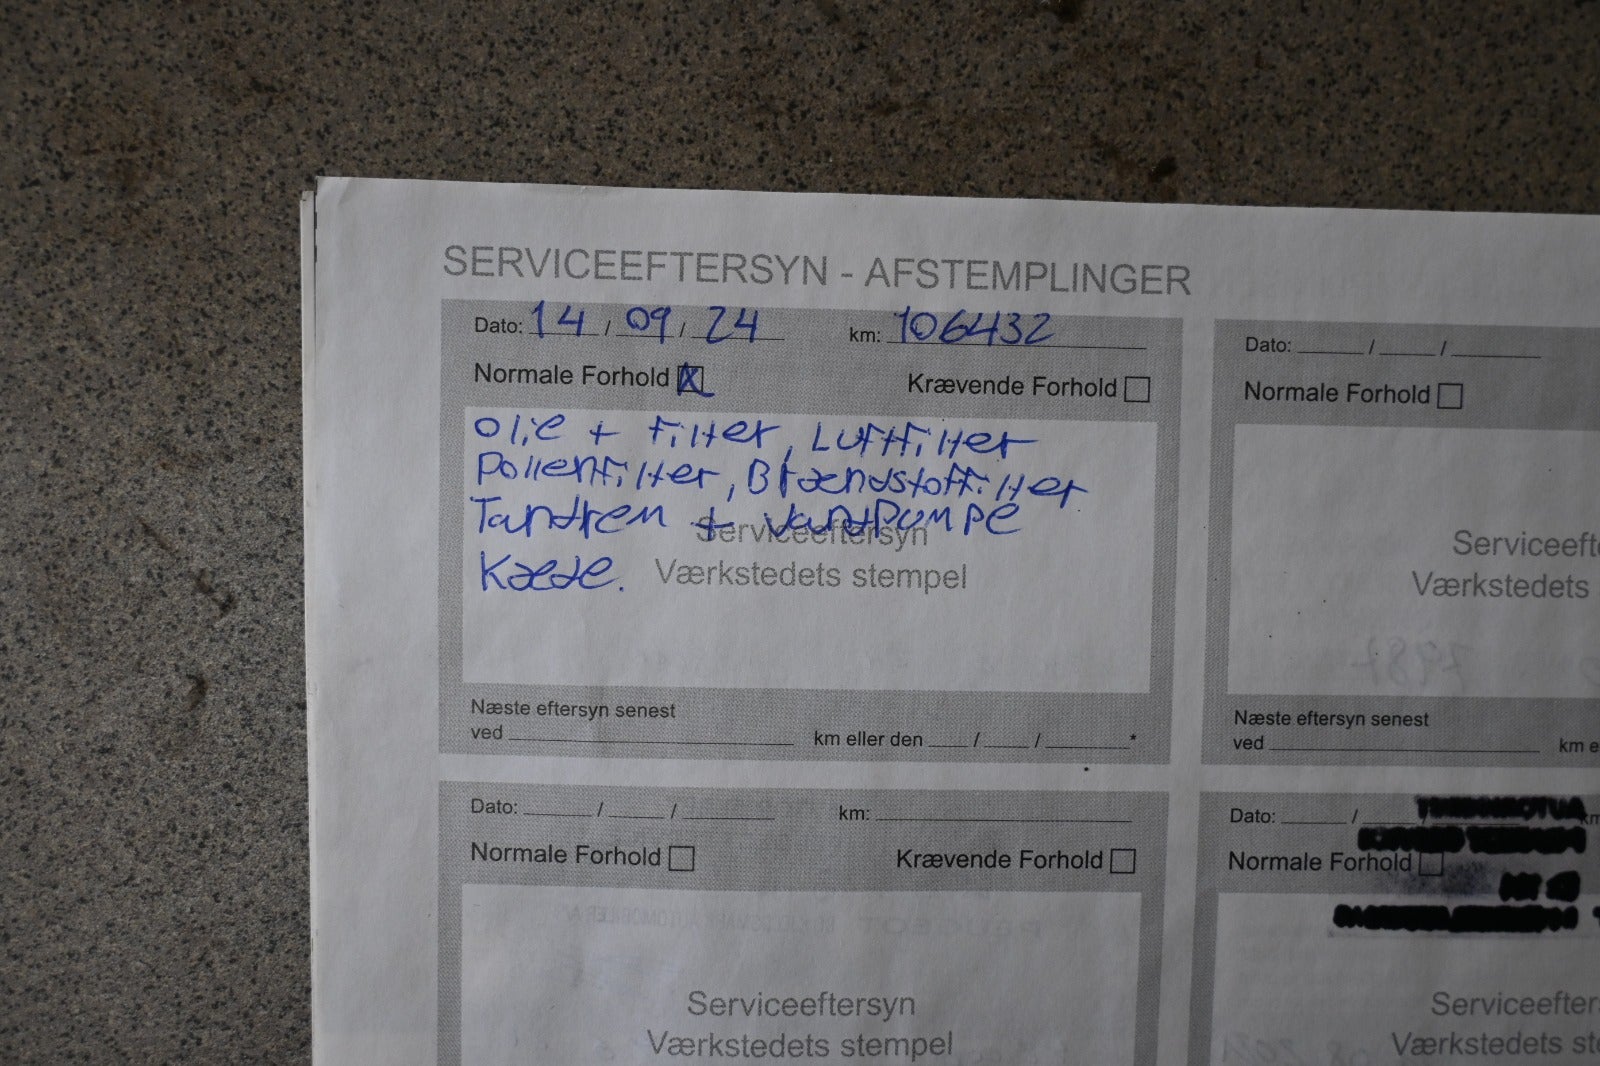 SERVICEEFTERSYN - AFSTEMPLINGER
Dato: 14 / 09 / 24 km: 106432
Normale Forhold X Krævende Forhold
Olie + Filter, Luftfilter
Pollenfilter, Brændstoffilter
Tandrem + VandPumpe
Kæde.
Serviceeftersyn
Værkstedets stempel
Næste eftersyn senest
ved km eller den / / *
Dato: / /
Normale Forhold
Serviceeft
Værkstedets
Næste eftersyn senest
ved km e
Dato: / / km:
Normale Forhold Krævende Forhold
Serviceeftersyn
Værkstedets stempel
Dato: / / km
Normale Forhold
Serviceefter
Værkstedets st